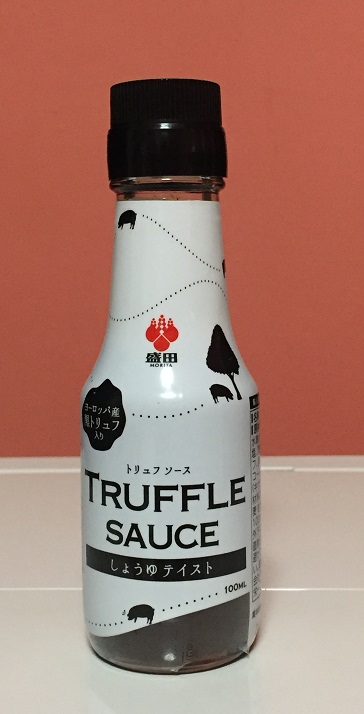 盛田
MORITA
ヨーロッパ産
黒トリュフ
入り
トリュフ ソース
TRUFFLE
SAUCE
しょうゆテイスト
100ML